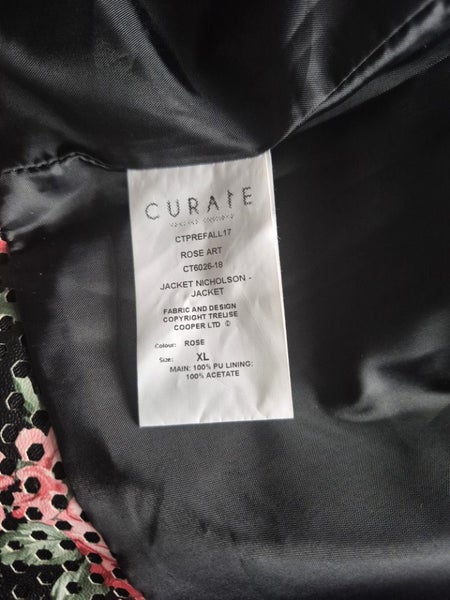 CURATE
CTPREFALL17
ROSE ART
CT6026-18
JACKET NICHOLSON -
JACKET
FABRIC AND DESIGN
COPYRIGHT TRELISE
COOPER LTD ©
Colour: ROSE
Size: XL
MAIN: 100% PU LINING:
100% ACETATE